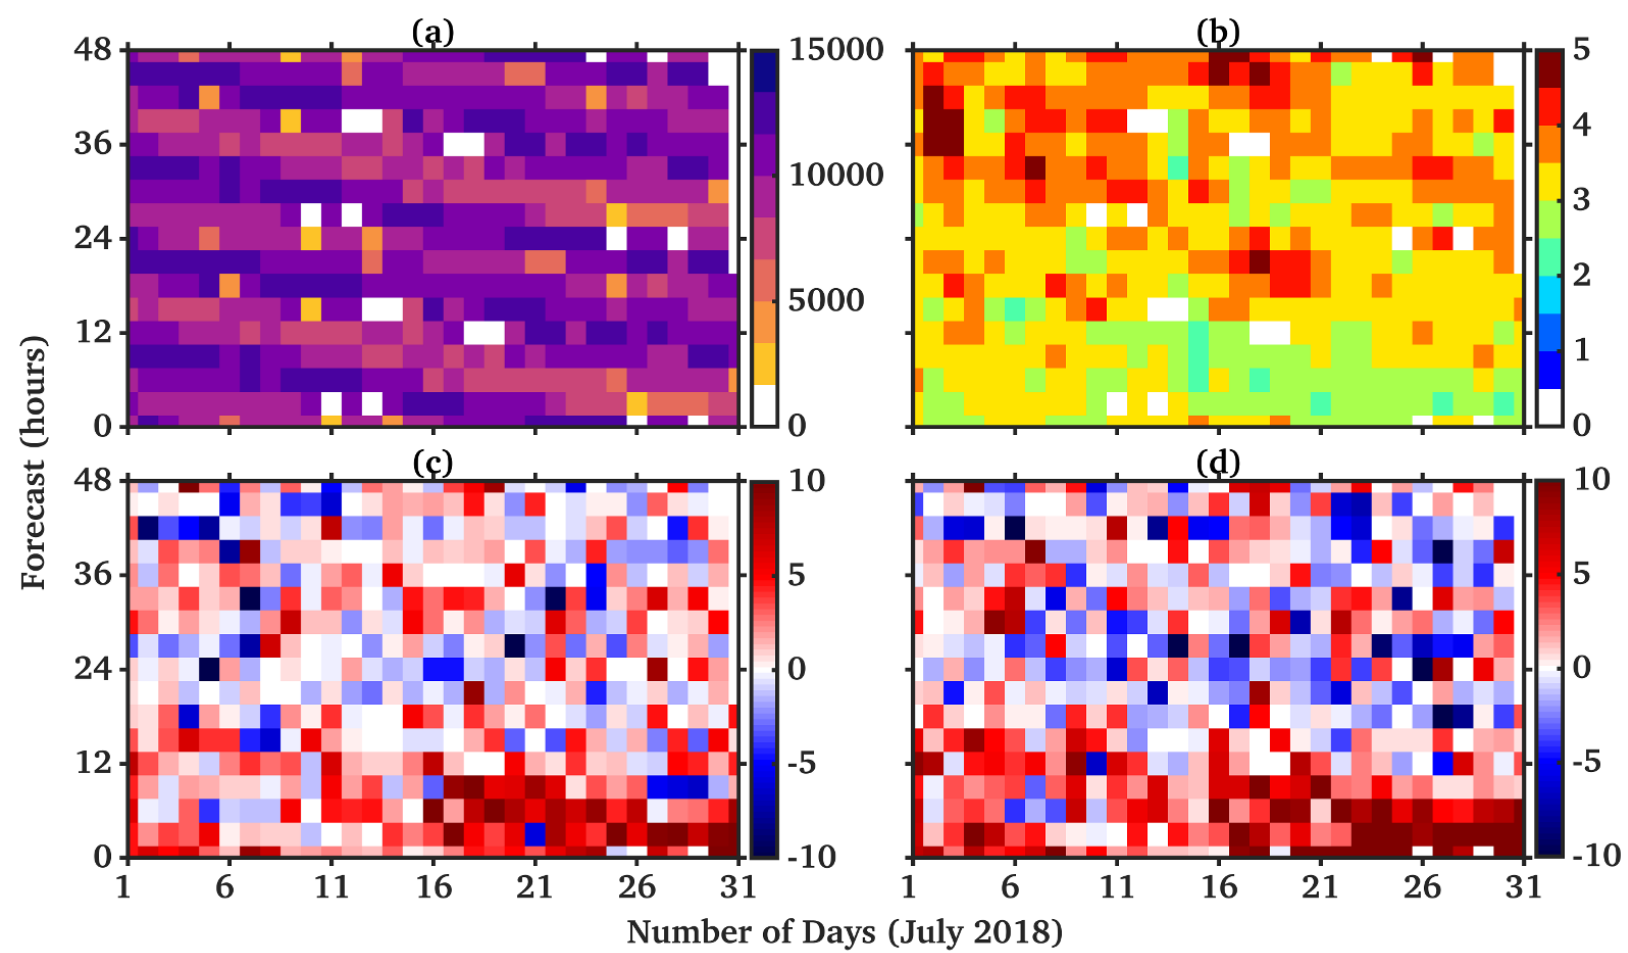 (a) (b)
48 36 24 12 0
15000 10000 5000 0
5 4 3 2 1 0
(c) (d)
48 36 24 12 0
10 5 0 -5 -10
10 5 0 -5 -10
Forecast (hours)
1 6 11 16 21 26 31
1 6 11 16 21 26 31
Number of Days (July 2018)